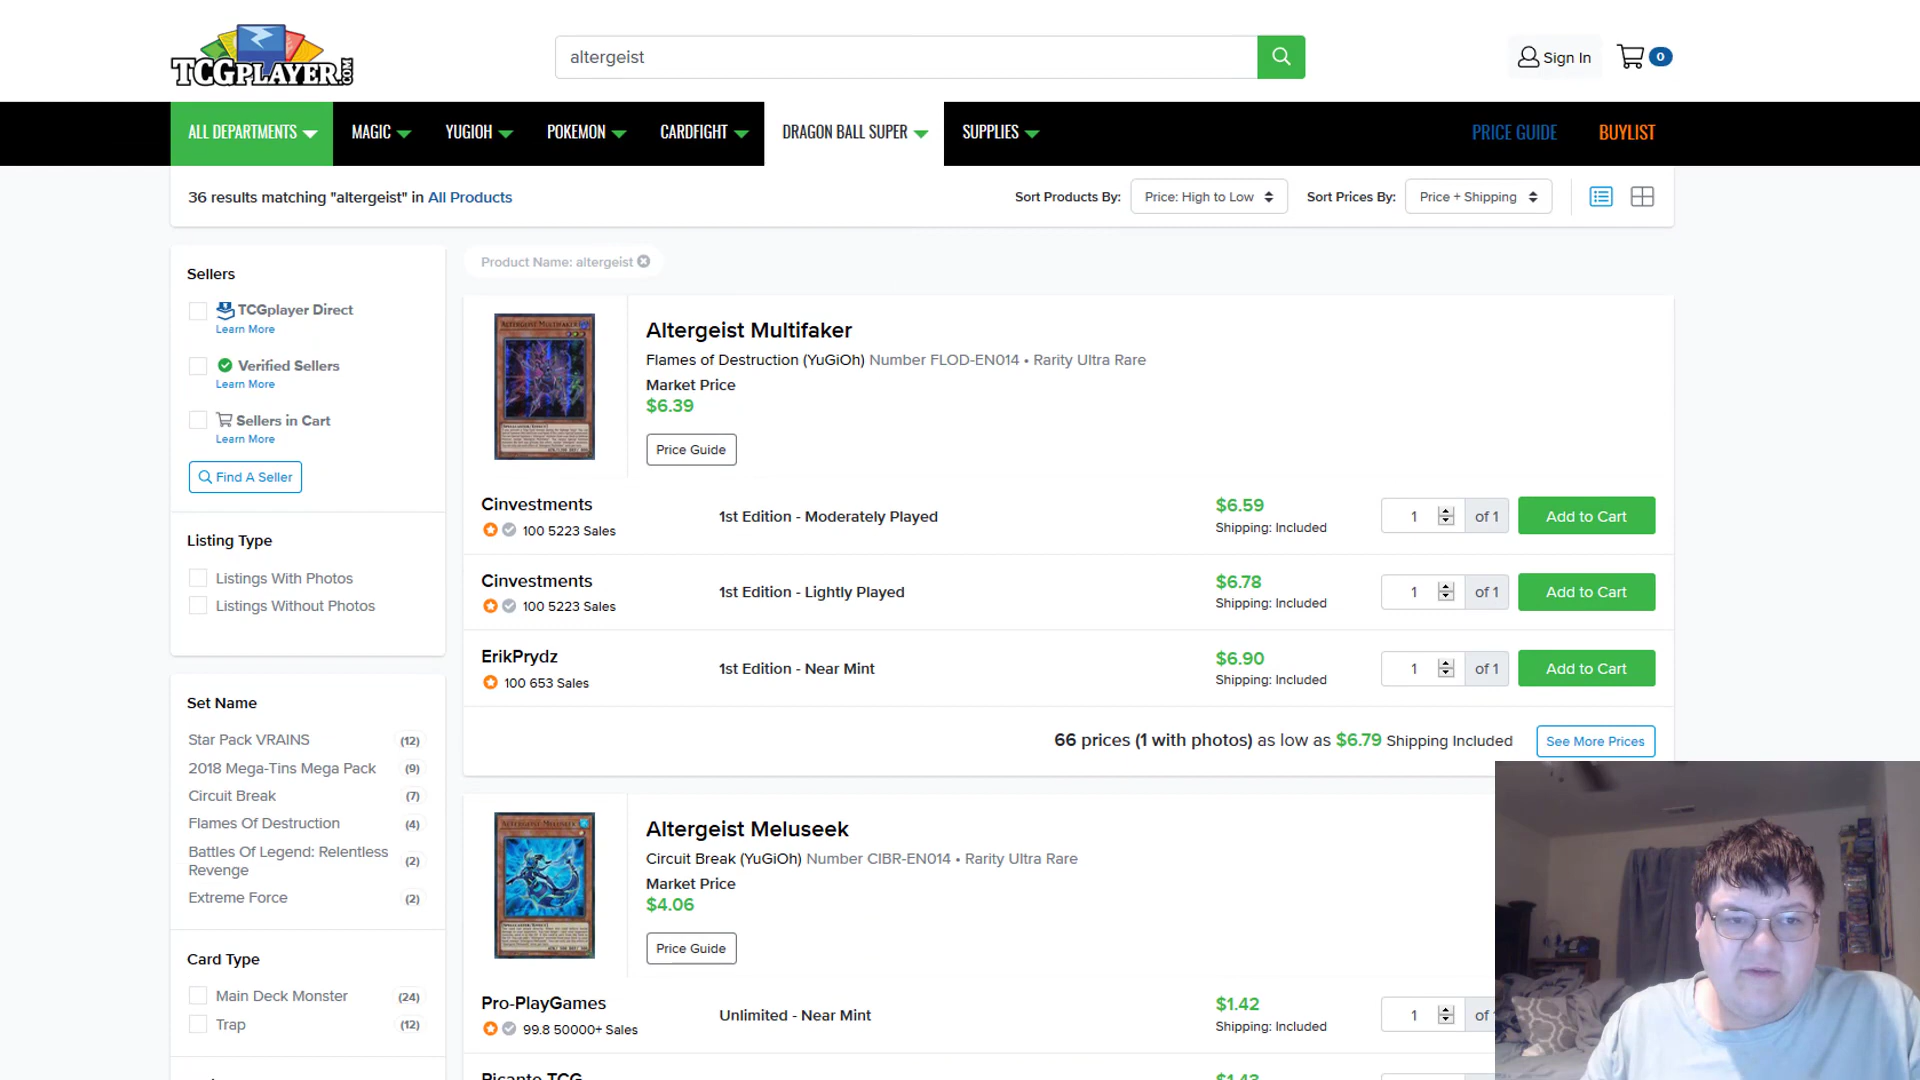 TCGPLAYER.COM
altergeist
Sign In
0
ALL DEPARTMENTS
MAGIC
YUGIOH
POKEMON
CARDFIGHT
DRAGON BALL SUPER
SUPPLIES
PRICE GUIDE
BUYLIST
36 results matching "altergeist" in All Products
Sort Products By:
Price: High to Low
Sort Prices By:
Price + Shipping
Sellers
TCGplayer Direct
Learn More
Verified Sellers
Learn More
Sellers in Cart
Learn More
Find A Seller
Listing Type
Listings With Photos
Listings Without Photos
Set Name
Star Pack VRAINS (12)
2018 Mega-Tins Mega Pack (9)
Circuit Break (7)
Flames Of Destruction (4)
Battles Of Legend: Relentless
Revenge (2)
Extreme Force (2)
Card Type
Main Deck Monster (24)
Trap (12)
Product Name: altergeist
ALTERGEIST MULTIFAKER
Altergeist Multifaker
Flames of Destruction (YuGiOh) Number FLOD-EN014 • Rarity Ultra Rare
Market Price
$6.39
Price Guide
Cinvestments
100 5223 Sales
1st Edition - Moderately Played
$6.59
Shipping: Included
1
of 1
Add to Cart
Cinvestments
100 5223 Sales
1st Edition - Lightly Played
$6.78
Shipping: Included
1
of 1
Add to Cart
ErikPrydz
100 653 Sales
1st Edition - Near Mint
$6.90
Shipping: Included
1
of 1
Add to Cart
66 prices (1 with photos) as low as $6.79 Shipping Included
See More Prices
ALTERGEIST MELUSEEK
Altergeist Meluseek
Circuit Break (YuGiOh) Number CIBR-EN014 • Rarity Ultra Rare
Market Price
$4.06
Price Guide
Pro-PlayGames
99.8 50000+ Sales
Unlimited - Near Mint
$1.42
Shipping: Included
1
of
Picante TCG
$1.43